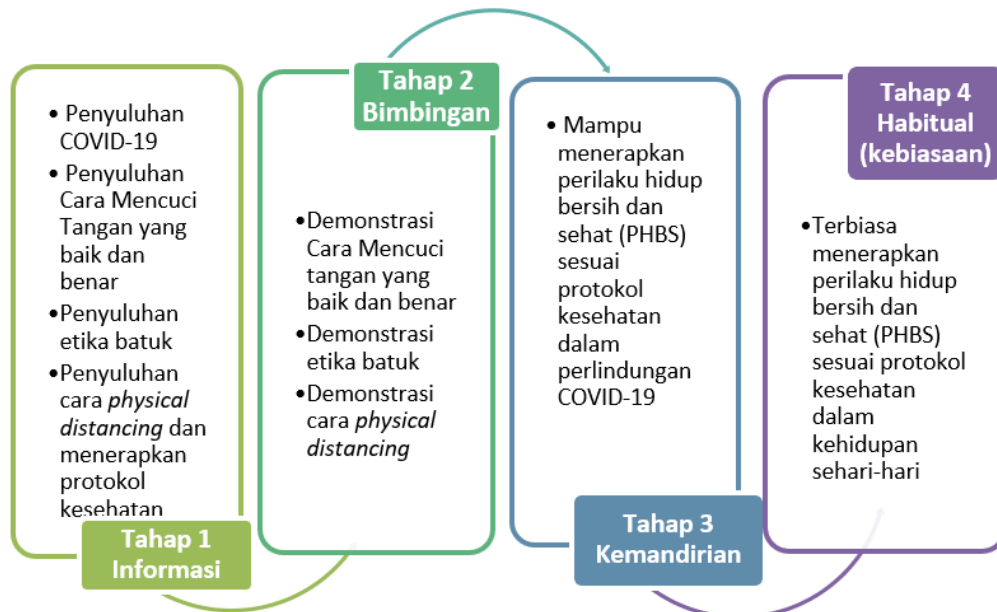 • Penyuluhan
COVID-19
• Penyuluhan
Cara Mencuci
Tangan yang
baik dan
benar
•Penyuluhan
etika batuk
•Penyuluhan
cara physical
distancing dan
menerapkan
protokol
kesehatan
Tahap 1
Informasi
Tahap 2
Bimbingan
•Demonstrasi
Cara Mencuci
tangan yang
baik dan benar
•Demonstrasi
etika batuk
•Demonstrasi
cara physical
distancing
• Mampu
menerapkan
perilaku hidup
bersih dan
sehat (PHBS)
sesuai
protokol
kesehatan
dalam
perlindungan
COVID-19
Tahap 3
Kemandirian
Tahap 4
Habitual
(kebiasaan)
•Terbiasa
menerapkan
perilaku hidup
bersih dan
sehat (PHBS)
sesuai protokol
kesehatan
dalam
kehidupan
sehari-hari